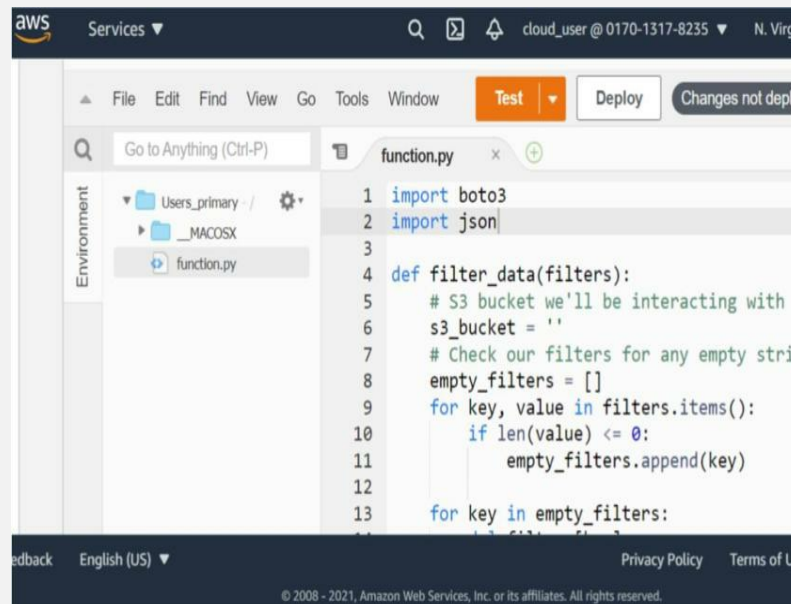 aws Services ▼ cloud_user @ 0170-1317-8235 ▼ N. Virg
File Edit Find View Go Tools Window Test Deploy Changes not depl
Go to Anything (Ctrl-P)
function.py ×
Environment
Users_primary - /
__MACOSX
function.py
1 import boto3
2 import json
3
4 def filter_data(filters):
5     # S3 bucket we'll be interacting with
6     s3_bucket = ''
7     # Check our filters for any empty stri
8     empty_filters = []
9     for key, value in filters.items():
10         if len(value) <= 0:
11             empty_filters.append(key)
12
13     for key in empty_filters:
edback English (US) ▼ Privacy Policy Terms of U
© 2008 - 2021, Amazon Web Services, Inc. or its affiliates. All rights reserved.